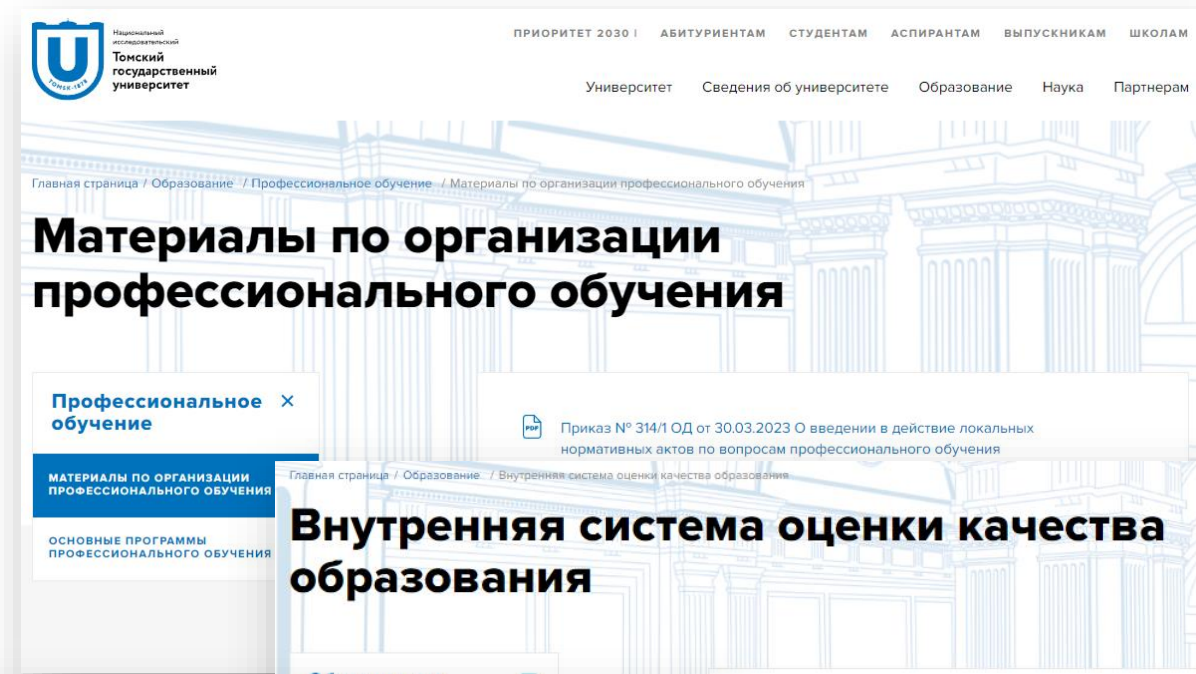 Национальный
исследовательский
Томский
государственный
университет
ТОМСК-1878
ПРИОРИТЕТ 2030 | АБИТУРИЕНТАМ СТУДЕНТАМ АСПИРАНТАМ ВЫПУСКНИКАМ ШКОЛАМ
Университет Сведения об университете Образование Наука Партнерам
Главная страница / Образование / Профессиональное обучение / Материалы по организации профессионального обучения
Материалы по организации
профессионального обучения
Профессиональное ×
обучение
МАТЕРИАЛЫ ПО ОРГАНИЗАЦИИ
ПРОФЕССИОНАЛЬНОГО ОБУЧЕНИЯ
ОСНОВНЫЕ ПРОГРАММЫ
ПРОФЕССИОНАЛЬНОГО ОБУЧЕНИЯ
PDF
Приказ № 314/1 ОД от 30.03.2023 О введении в действие локальных
нормативных актов по вопросам профессионального обучения
Главная страница / Образование / Внутренняя система оценки качества образования
Внутренняя система оценки качества
образования